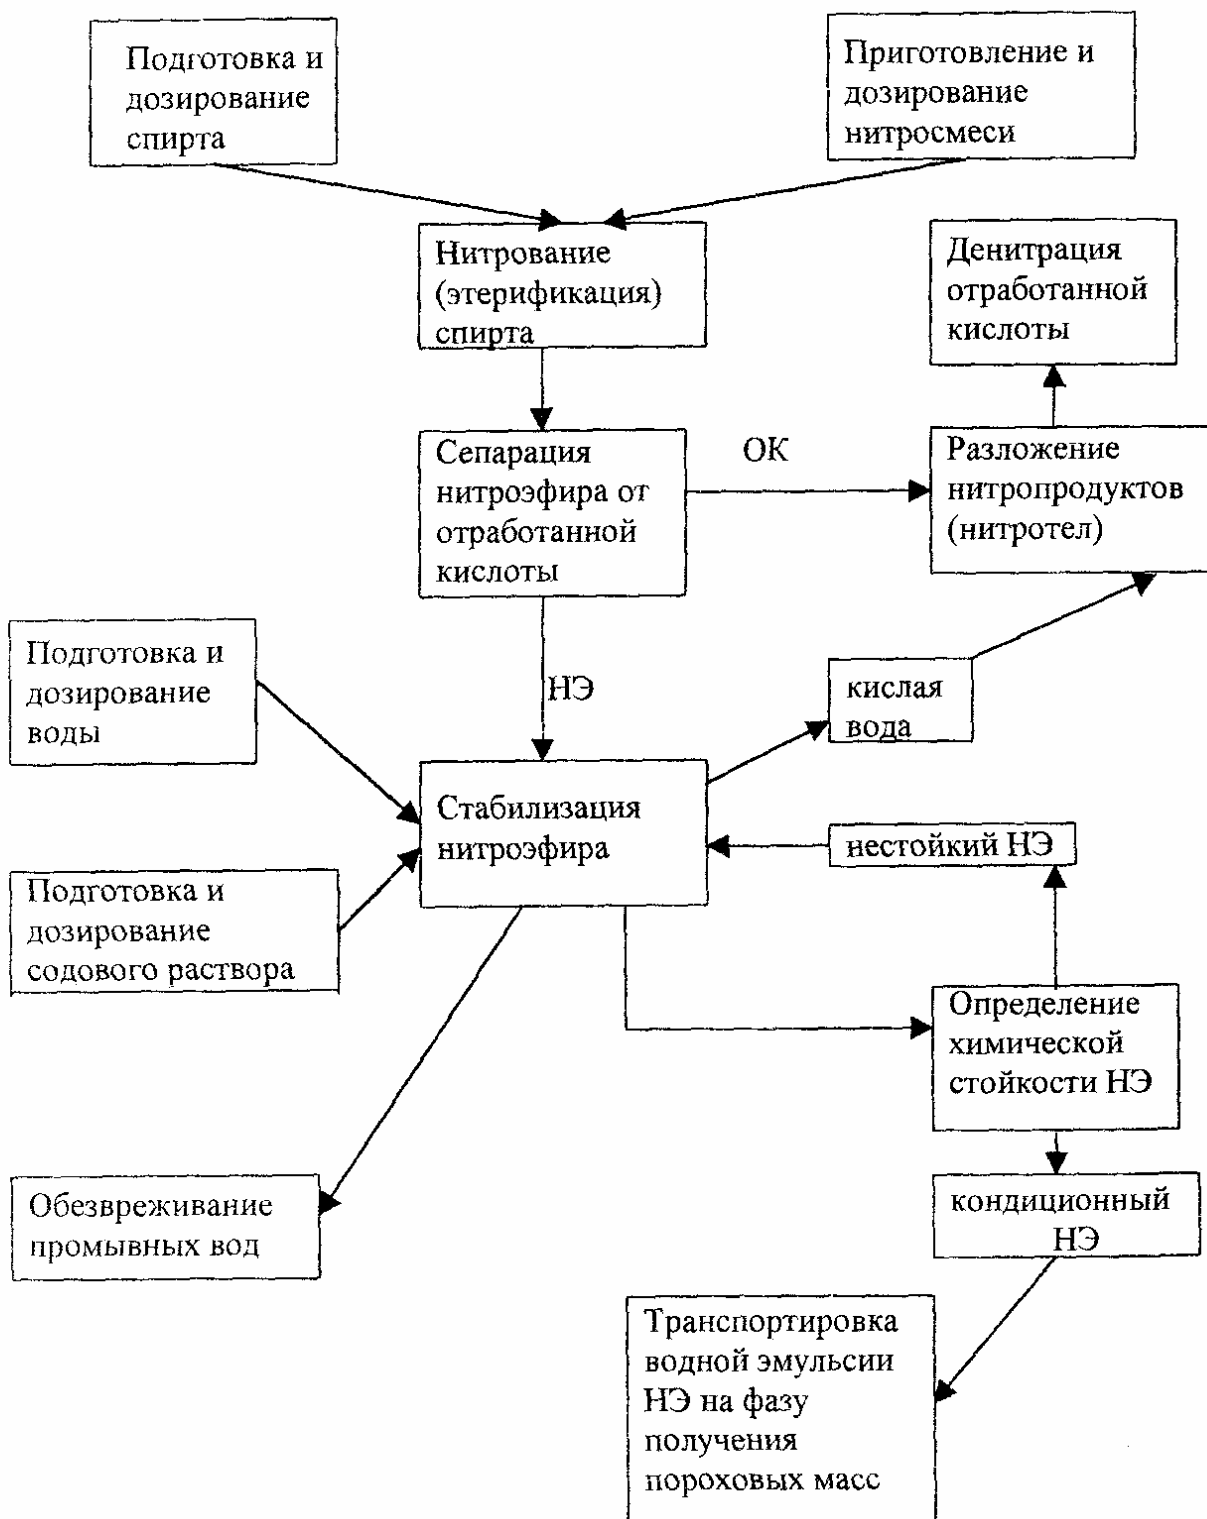 Подготовка и
дозирование
спирта
Приготовление и
дозирование
нитросмеси
Нитрование
(этерификация)
спирта
Денитрация
отработанной
кислоты
Сепарация
нитроэфира от
отработанной
кислоты
ОК
Разложение
нитропродуктов
(нитротел)
Подготовка и
дозирование
воды
НЭ
кислая
вода
Стабилизация
нитроэфира
нестойкий НЭ
Подготовка и
дозирование
содового раствора
Определение
химической
стойкости НЭ
Обезвреживание
промывных вод
кондиционный
НЭ
Транспортировка
водной эмульсии
НЭ на фазу
получения
пороховых масс